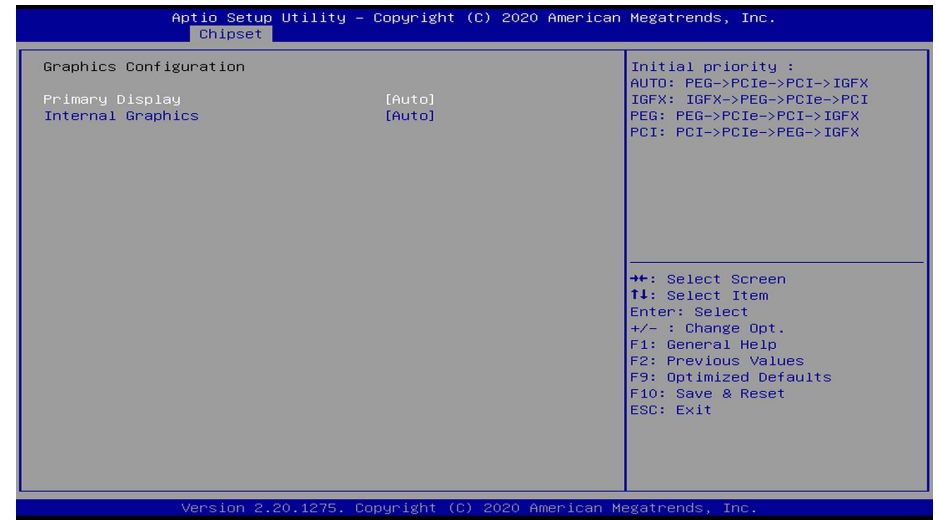 Aptio Setup Utility – Copyright (C) 2020 American Megatrends, Inc.
Chipset
Graphics Configuration
Primary Display [Auto]
Internal Graphics [Auto]
Initial priority :
AUTO: PEG->PCIe->PCI->IGFX
IGFX: IGFX->PEG->PCIe->PCI
PEG: PEG->PCIe->PCI->IGFX
PCI: PCI->PCIe->PEG->IGFX
→←: Select Screen
↑↓: Select Item
Enter: Select
+/- : Change Opt.
F1: General Help
F2: Previous Values
F9: Optimized Defaults
F10: Save & Reset
ESC: Exit
Version 2.20.1275. Copyright (C) 2020 American Megatrends, Inc.